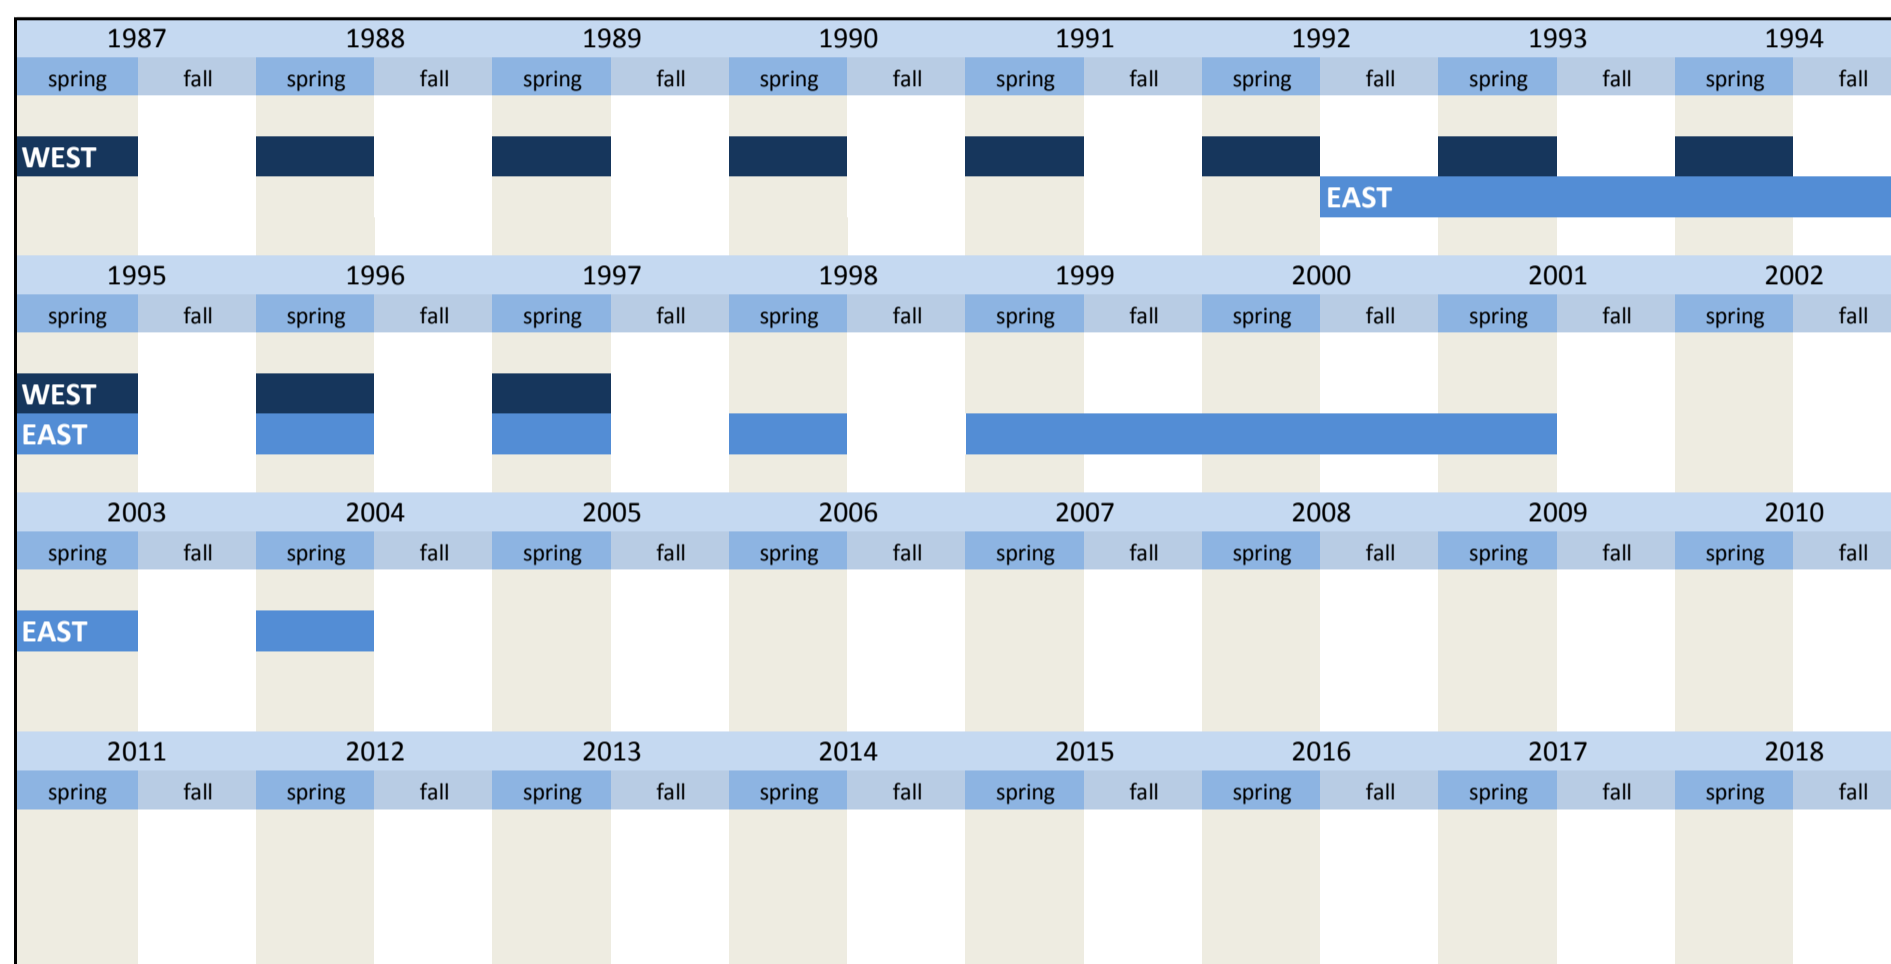 1987 1988 1989 1990 1991 1992 1993 1994
spring fall spring fall spring fall spring fall spring fall spring fall spring fall spring fall
WEST
EAST
1995 1996 1997 1998 1999 2000 2001 2002
spring fall spring fall spring fall spring fall spring fall spring fall spring fall spring fall
WEST
EAST
2003 2004 2005 2006 2007 2008 2009 2010
spring fall spring fall spring fall spring fall spring fall spring fall spring fall spring fall
EAST
2011 2012 2013 2014 2015 2016 2017 2018
spring fall spring fall spring fall spring fall spring fall spring fall spring fall spring fall